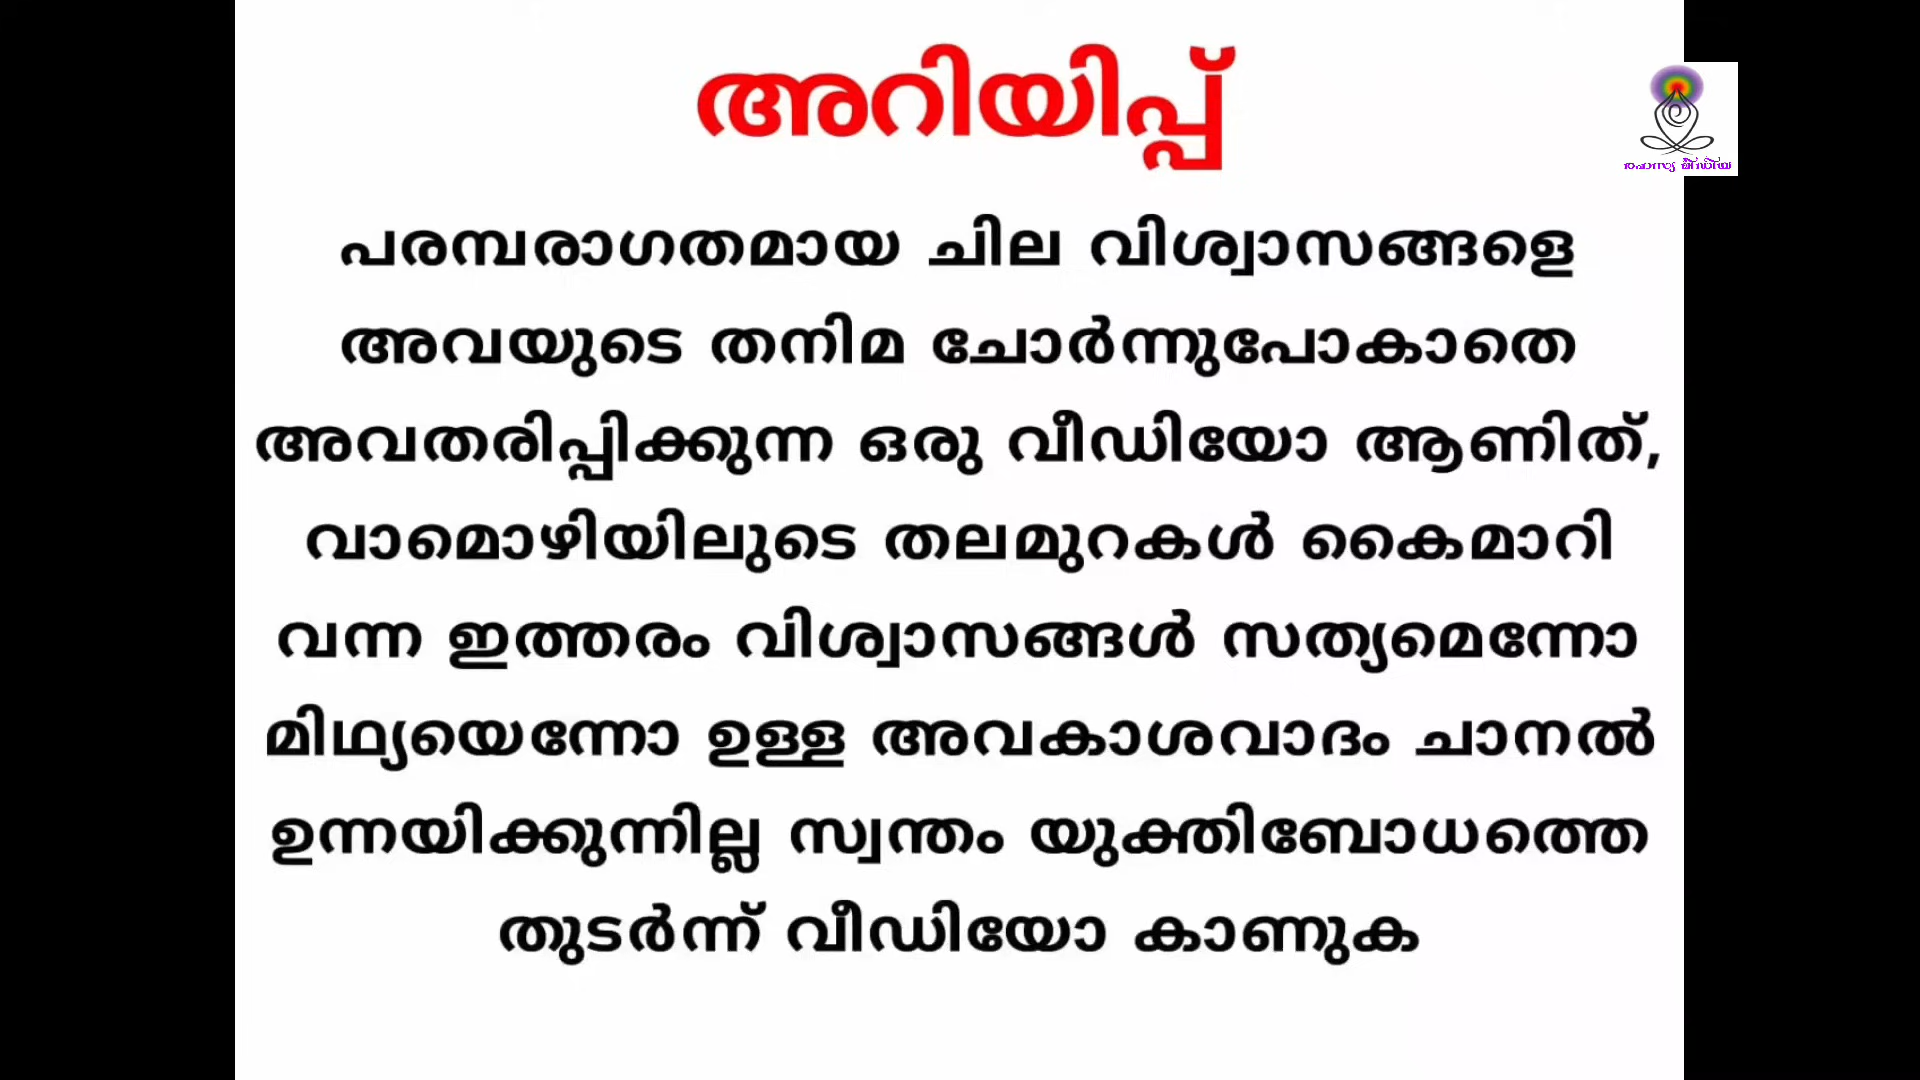 അറിയിപ്പ്
രഹസ്യ മീഡിയ
പരമ്പരാഗതമായ ചില വിശ്വാസങ്ങളെ
അവയുടെ തനിമ ചോർന്നുപോകാതെ
അവതരിപ്പിക്കുന്ന ഒരു വീഡിയോ ആണിത്,
വാമൊഴിയിലുടെ തലമുറകൾ കൈമാറി
വന്ന ഇത്തരം വിശ്വാസങ്ങൾ സത്യമെന്നോ
മിഥ്യയെന്നോ ഉള്ള അവകാശവാദം ചാനൽ
ഉന്നയിക്കുന്നില്ല സ്വന്തം യുക്തിബോധത്തെ
തുടർന്ന് വീഡിയോ കാണുക